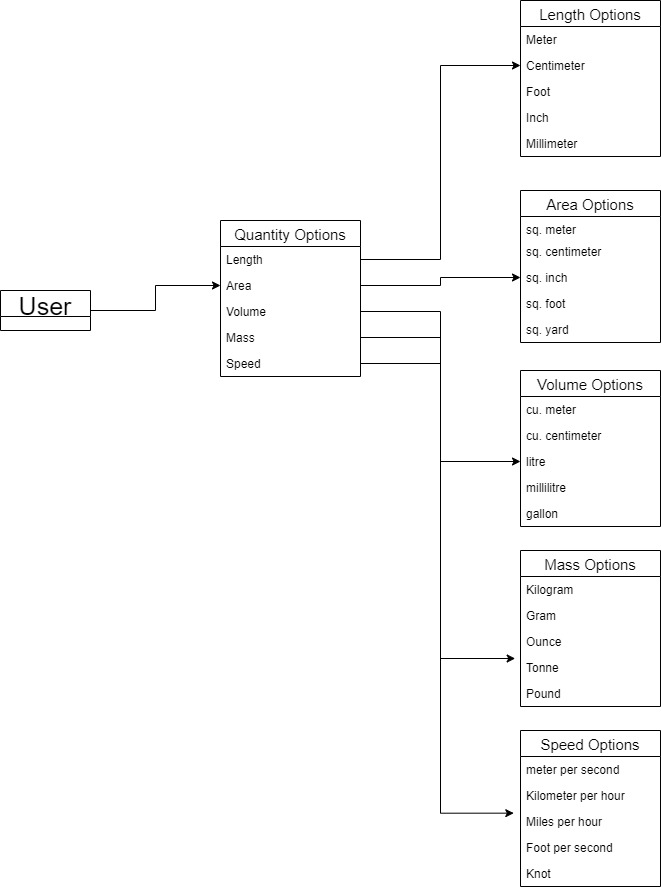 User
Quantity Options
Length
Area
Volume
Mass
Speed
Length Options
Meter
Centimeter
Foot
Inch
Millimeter
Area Options
sq. meter
sq. centimeter
sq. inch
sq. foot
sq. yard
Volume Options
cu. meter
cu. centimeter
litre
millilitre
gallon
Mass Options
Kilogram
Gram
Ounce
Tonne
Pound
Speed Options
meter per second
Kilometer per hour
Miles per hour
Foot per second
Knot